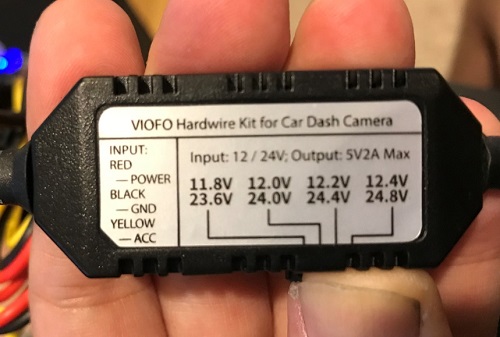 VIOFO Hardwire Kit for Car Dash Camera
INPUT:
RED
—POWER
BLACK
—GND
YELLOW
—ACC
Input: 12 / 24V; Output: 5V2A Max
11.8V 12.0V 12.2V 12.4V
23.6V 24.0V 24.4V 24.8V